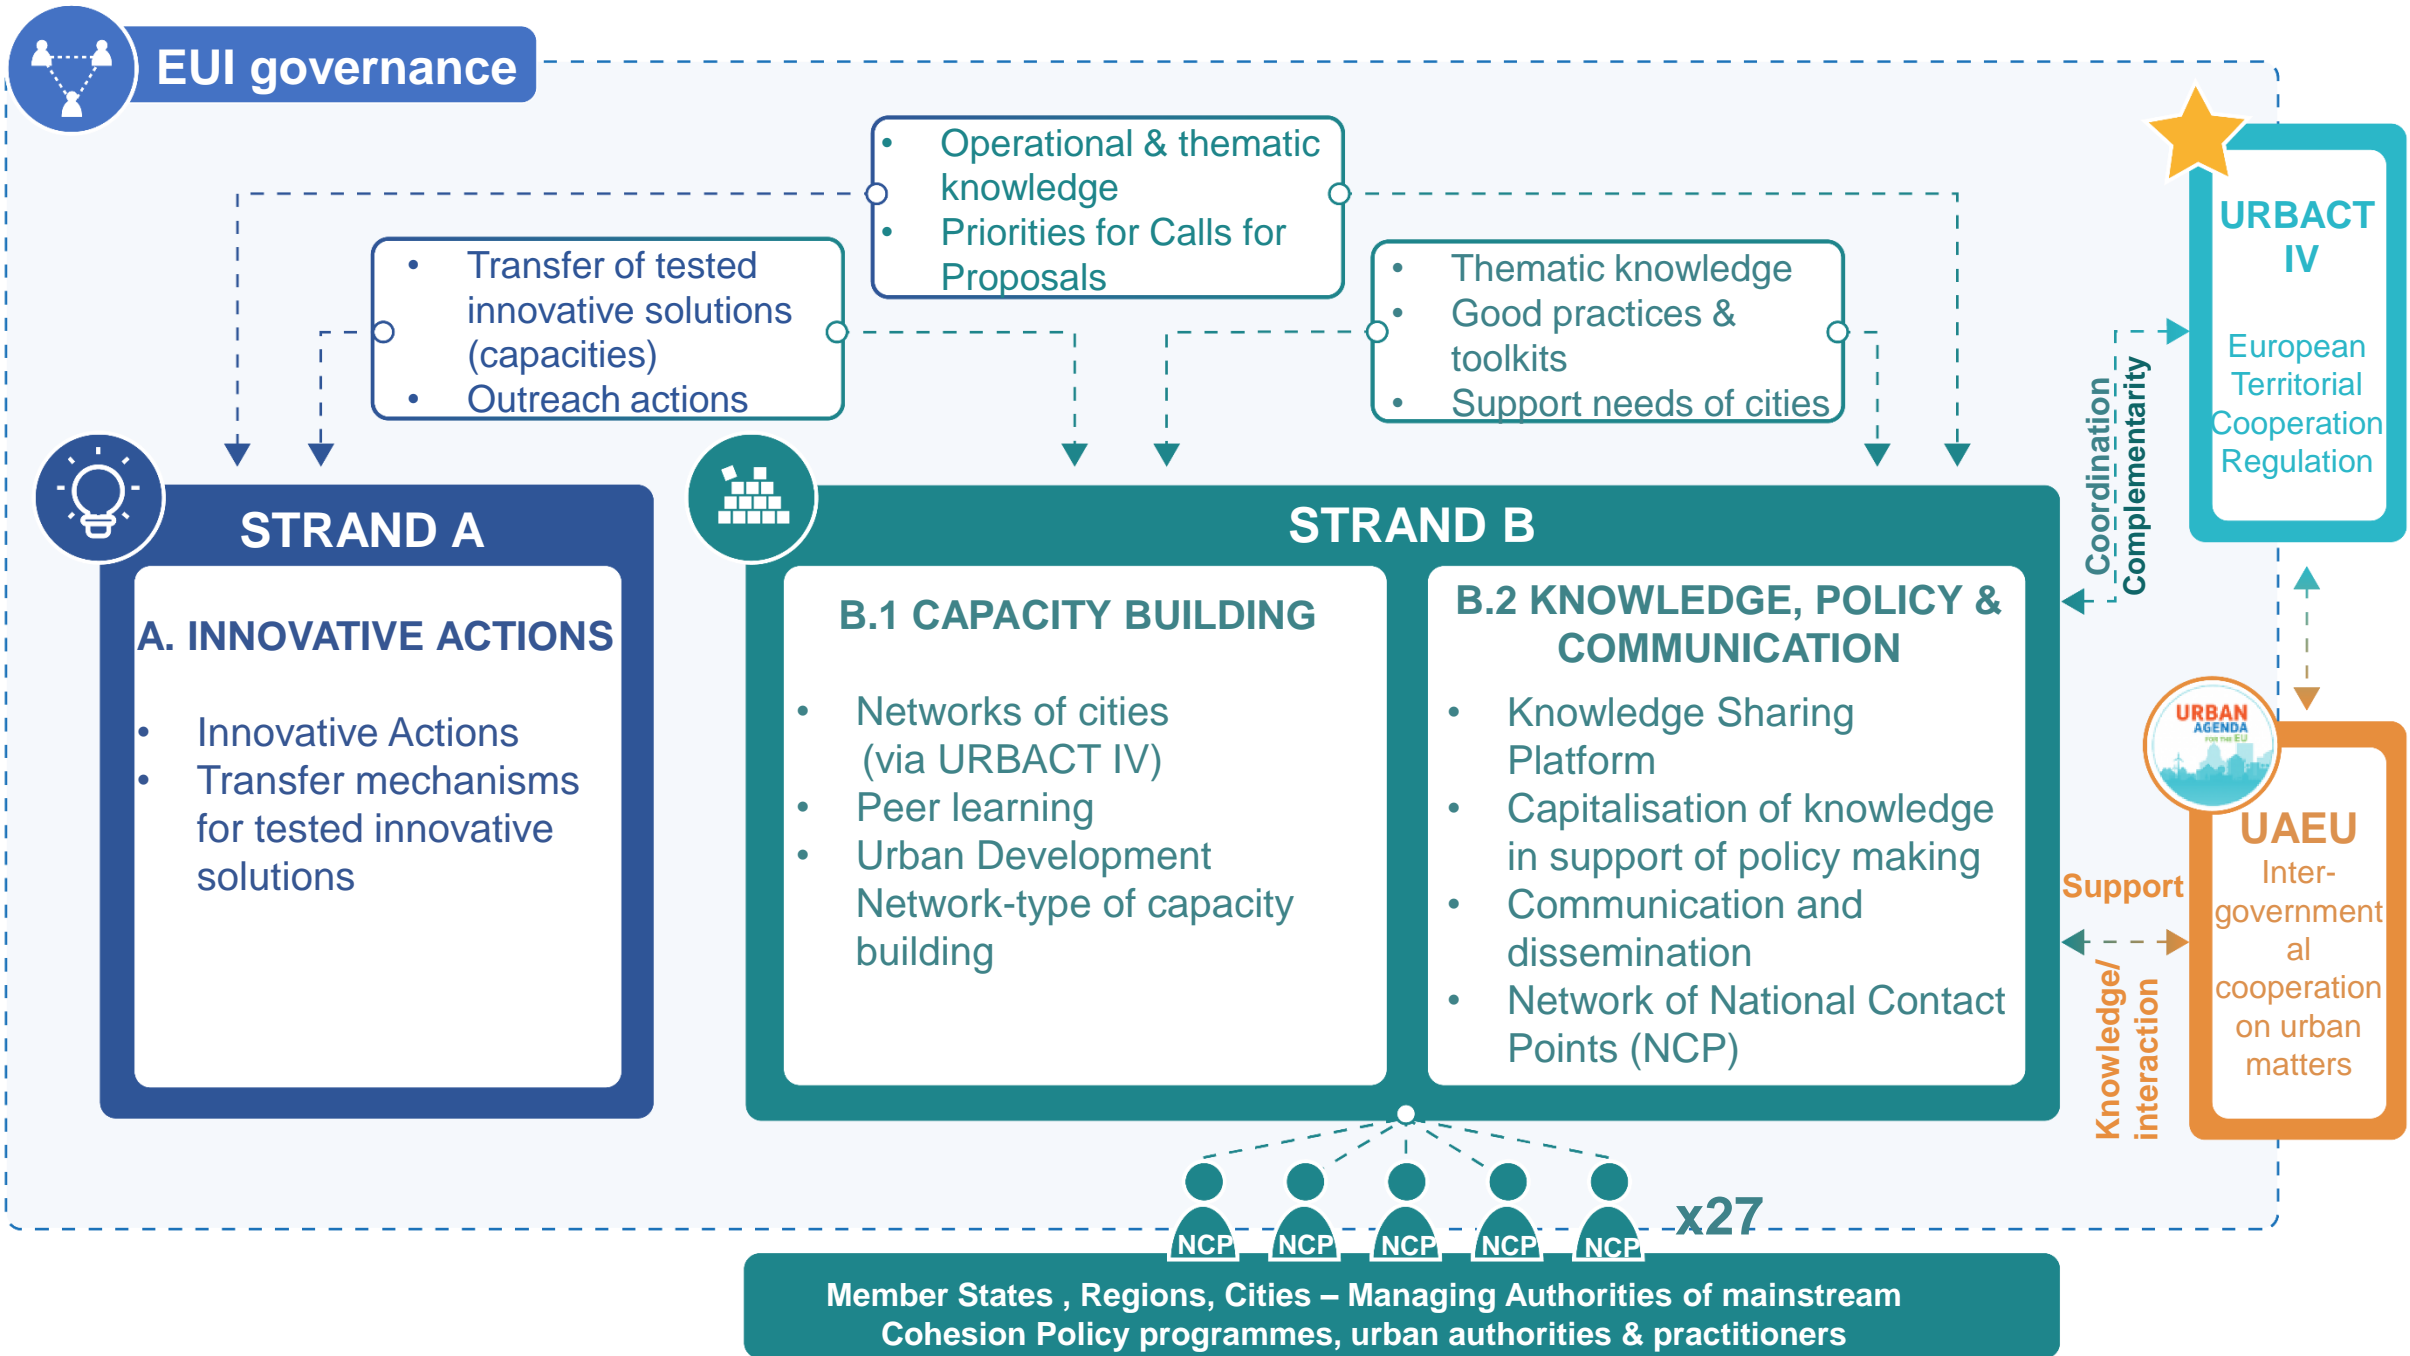 EUI governance
• Operational & thematic
knowledge
• Priorities for Calls for
Proposals
• Transfer of tested
innovative solutions
(capacities)
• Outreach actions
• Thematic knowledge
• Good practices &
toolkits
• Support needs of cities
STRAND A
A. INNOVATIVE ACTIONS
• Innovative Actions
• Transfer mechanisms
for tested innovative
solutions
STRAND B
B.1 CAPACITY BUILDING
• Networks of cities
(via URBACT IV)
• Peer learning
• Urban Development
Network-type of capacity
building
B.2 KNOWLEDGE, POLICY &
COMMUNICATION
• Knowledge Sharing
Platform
• Capitalisation of knowledge
in support of policy making
• Communication and
dissemination
• Network of National Contact
Points (NCP)
Coordination
Complementarity
URBACT
IV
European
Territorial
Cooperation
Regulation
Support
Knowledge/
interaction
URBAN
AGENDA
FOR THE EU
UAEU
Inter-
government
al
cooperation
on urban
matters
NCP
NCP
NCP
NCP
NCP
x27
Member States , Regions, Cities – Managing Authorities of mainstream
Cohesion Policy programmes, urban authorities & practitioners